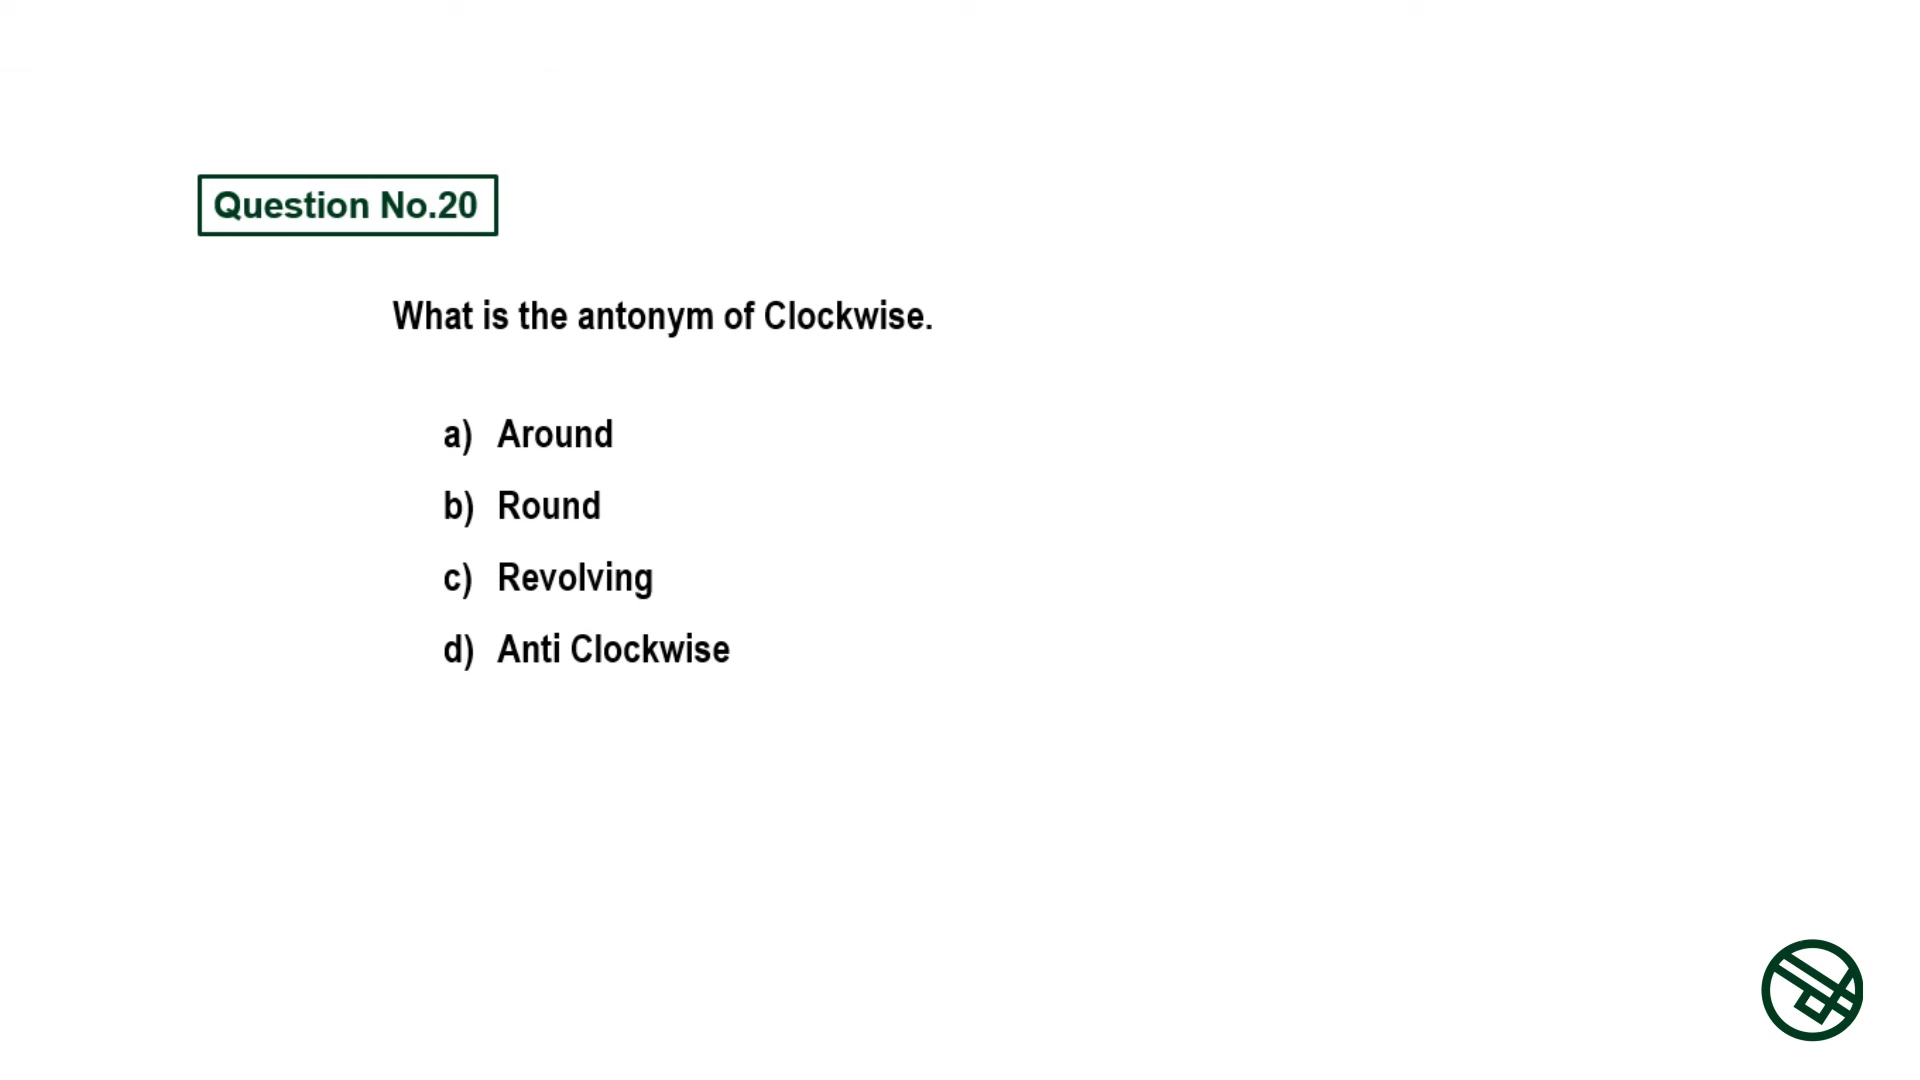 Question No.20
What is the antonym of Clockwise.
a) Around
b) Round
c) Revolving
d) Anti Clockwise